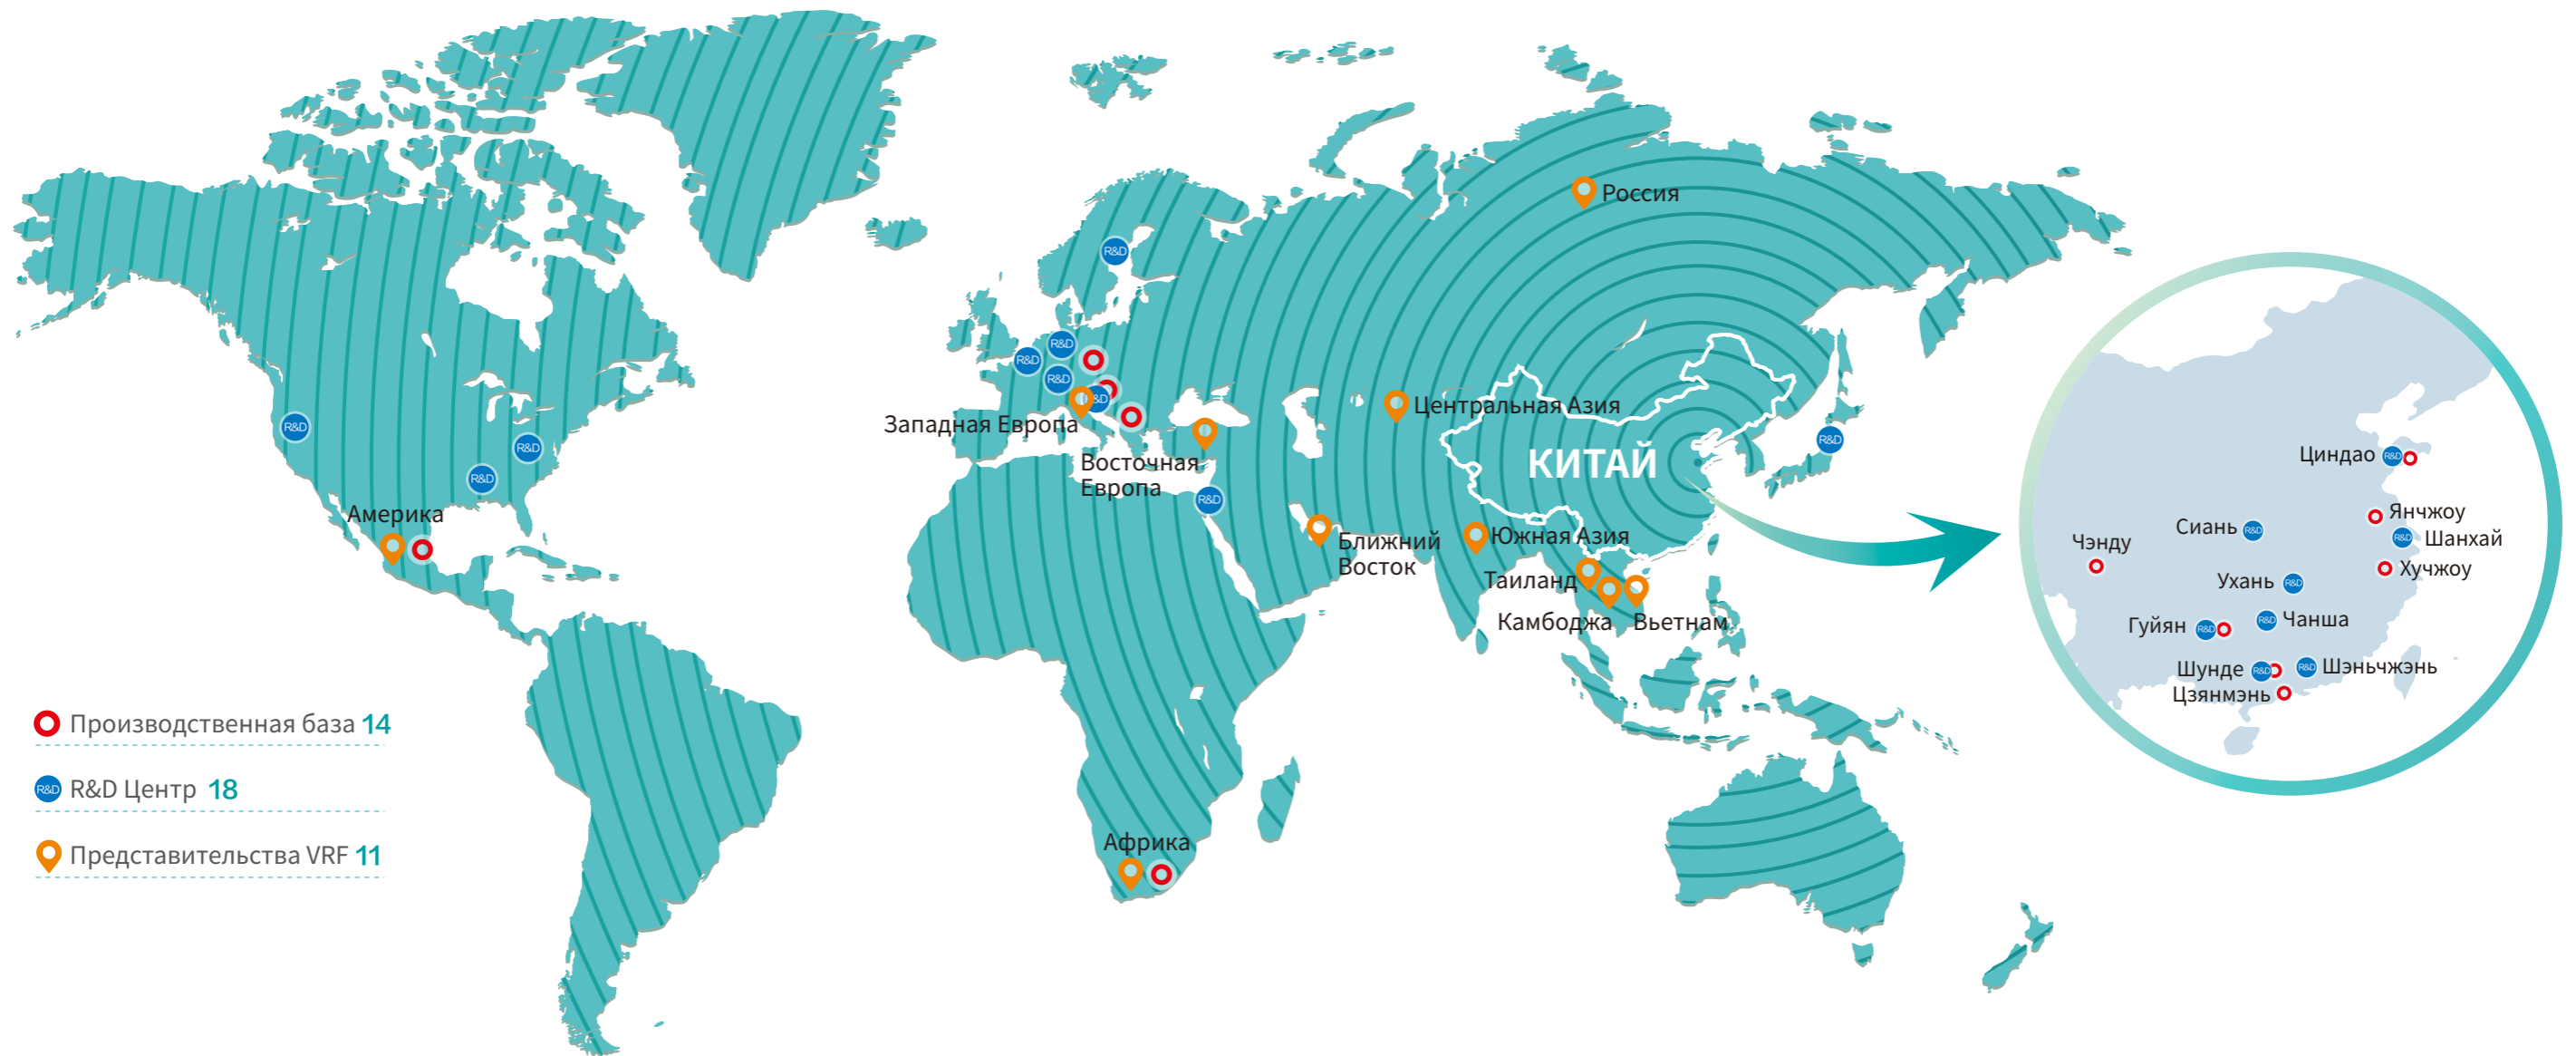 Россия
R&D
R&D
R&D
R&D
R&D
Западная Европа
Центральная Азия
R&D
R&D
R&D
КИТАЙ
R&D
Восточная
Европа
R&D
Америка
Ближний
Восток
Южная Азия
Таиланд
Камбоджа
Вьетнам
Африка
Циндао R&D
Янчжоу
Сиань R&D
R&D Шанхай
Чэнду
Хучжоу
Ухань R&D
Гуйян R&D
R&D Чанша
Шунде R&D
R&D Шэньчжэнь
Цзянмэнь
Производственная база 14
R&D R&D Центр 18
Представительства VRF 11